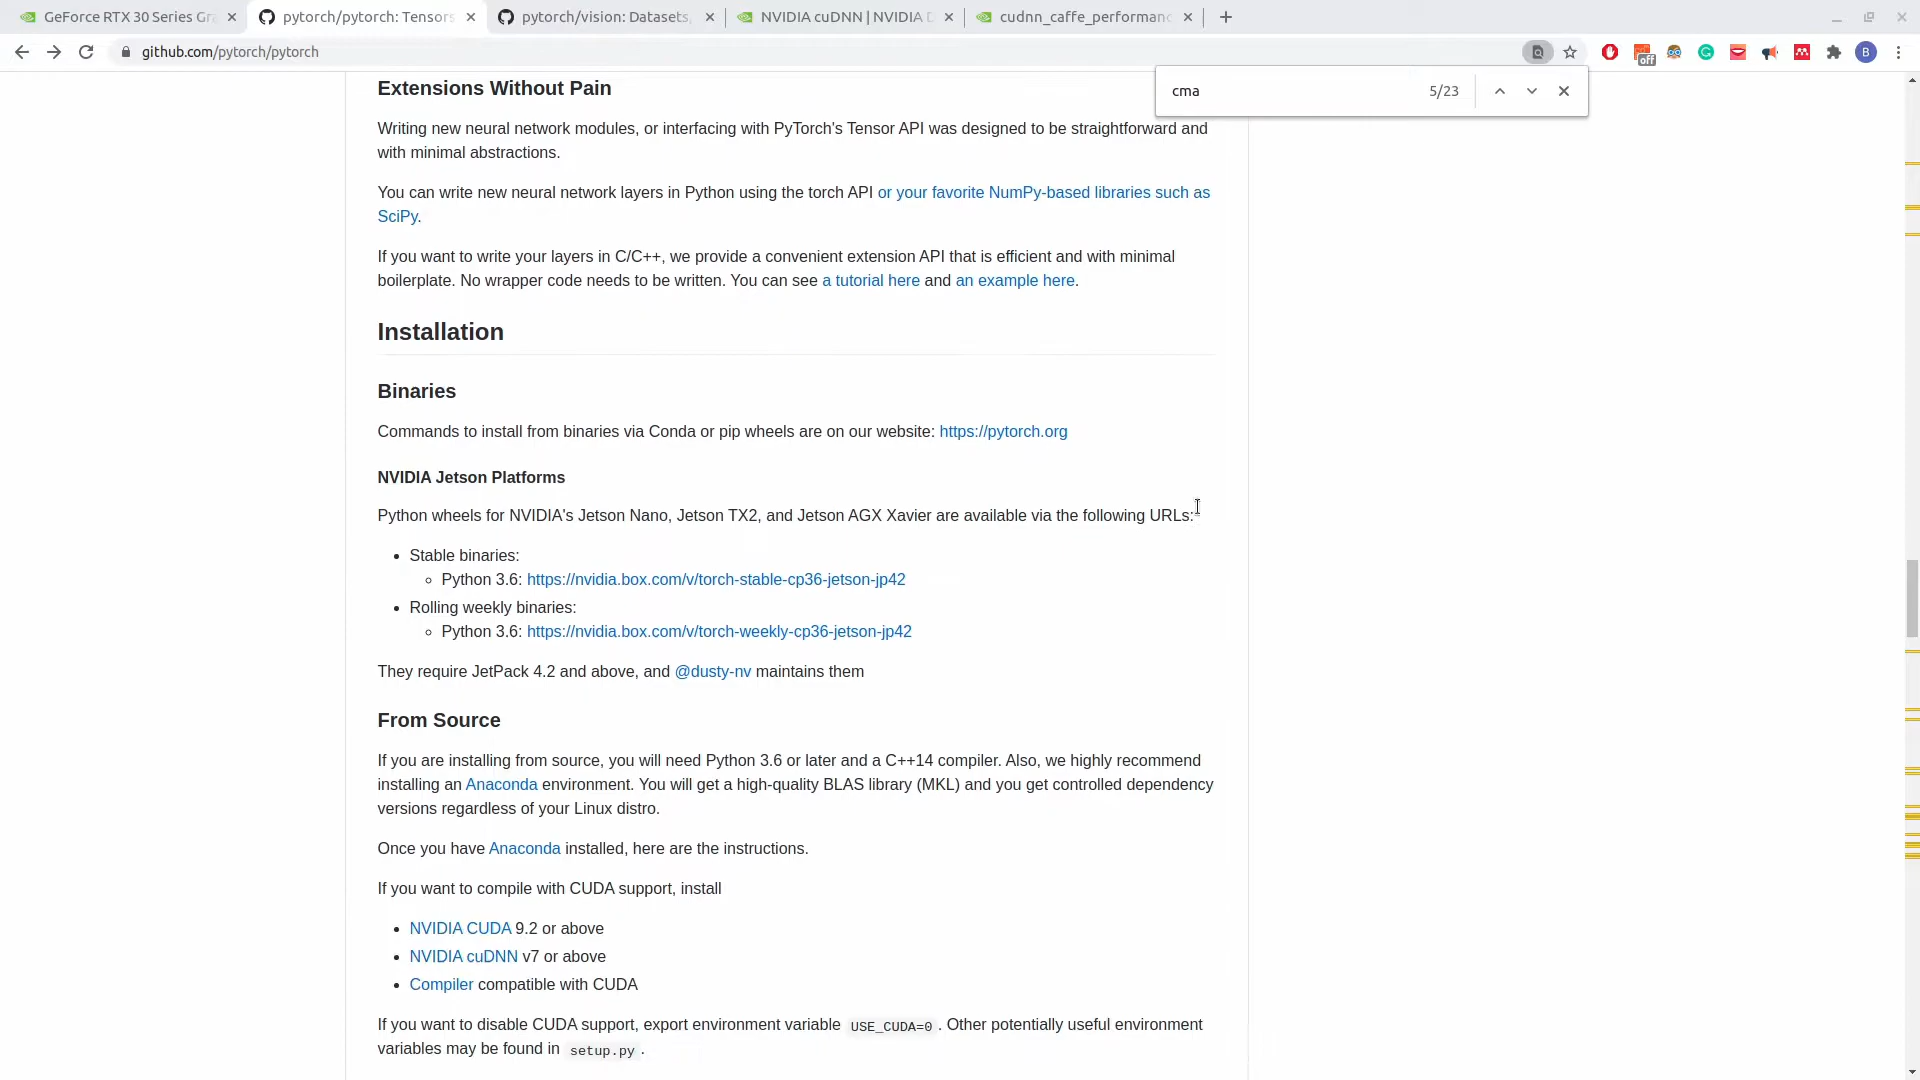 GeForce RTX 30 Series Gra
pytorch/pytorch: Tensors
pytorch/vision: Datasets,
NVIDIA cuDNN | NVIDIA D
cudnn_caffe_performanc
github.com/pytorch/pytorch
off
B
cma
5/23
Extensions Without Pain
Writing new neural network modules, or interfacing with PyTorch's Tensor API was designed to be straightforward and
with minimal abstractions.
You can write new neural network layers in Python using the torch API or your favorite NumPy-based libraries such as
SciPy.
If you want to write your layers in C/C++, we provide a convenient extension API that is efficient and with minimal
boilerplate. No wrapper code needs to be written. You can see a tutorial here and an example here.
Installation
Binaries
Commands to install from binaries via Conda or pip wheels are on our website: https://pytorch.org
NVIDIA Jetson Platforms
Python wheels for NVIDIA's Jetson Nano, Jetson TX2, and Jetson AGX Xavier are available via the following URLs:
• Stable binaries:
◦ Python 3.6: https://nvidia.box.com/v/torch-stable-cp36-jetson-jp42
• Rolling weekly binaries:
◦ Python 3.6: https://nvidia.box.com/v/torch-weekly-cp36-jetson-jp42
They require JetPack 4.2 and above, and @dusty-nv maintains them
From Source
If you are installing from source, you will need Python 3.6 or later and a C++14 compiler. Also, we highly recommend
installing an Anaconda environment. You will get a high-quality BLAS library (MKL) and you get controlled dependency
versions regardless of your Linux distro.
Once you have Anaconda installed, here are the instructions.
If you want to compile with CUDA support, install
• NVIDIA CUDA 9.2 or above
• NVIDIA cuDNN v7 or above
• Compiler compatible with CUDA
If you want to disable CUDA support, export environment variable USE_CUDA=0 . Other potentially useful environment
variables may be found in setup.py .